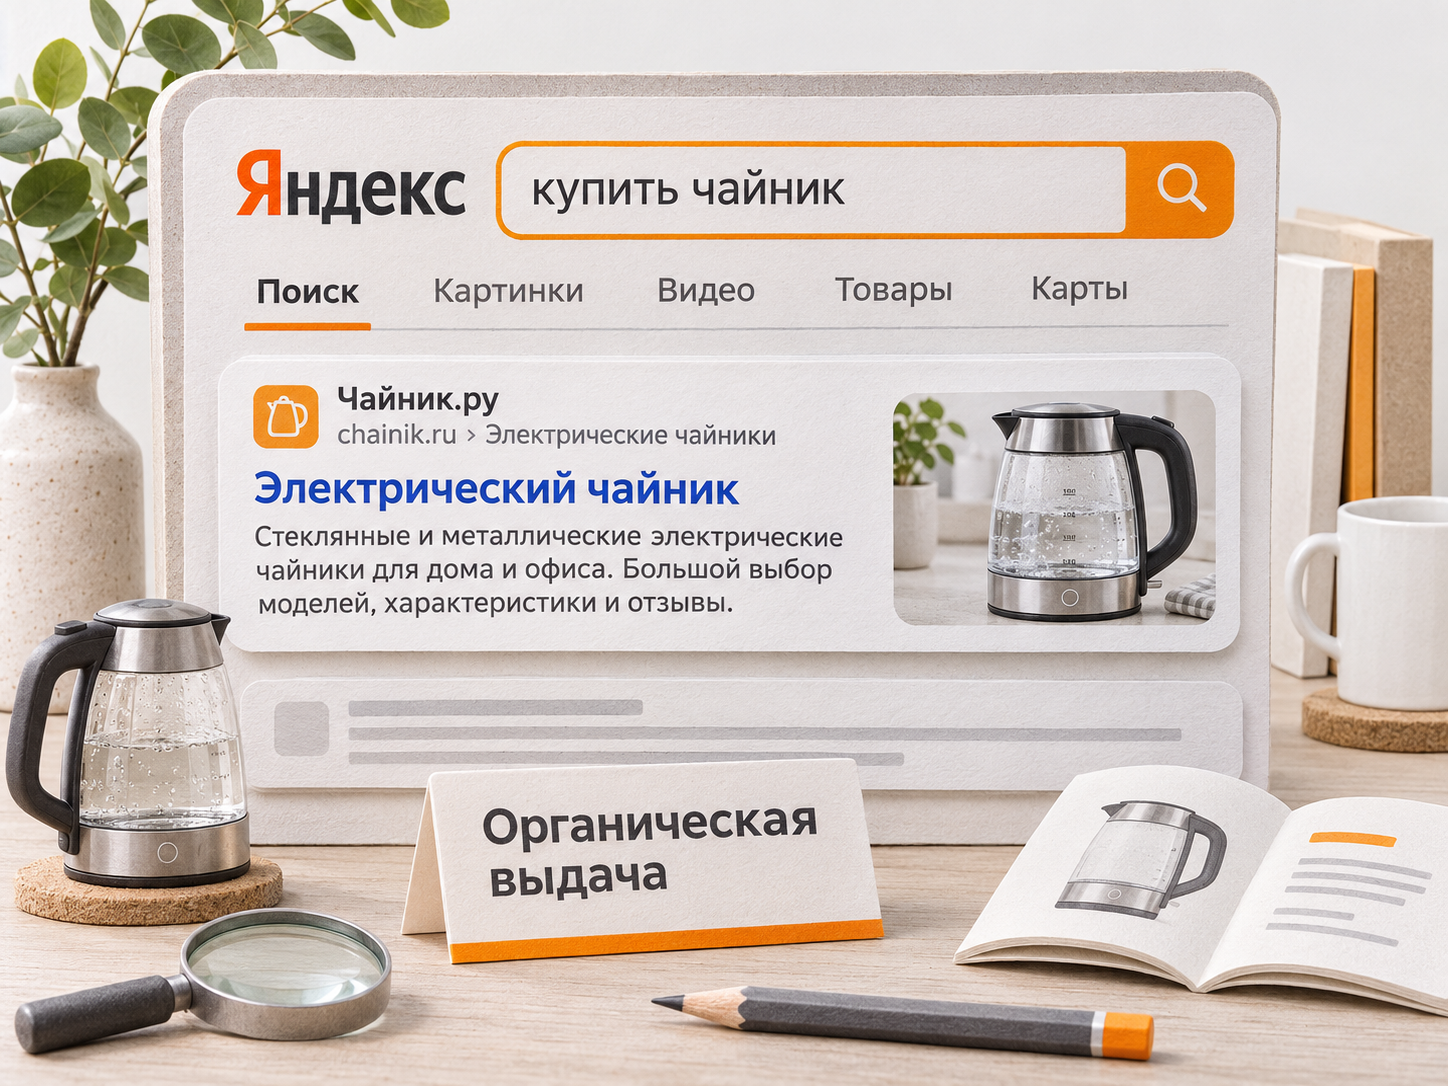 Яндекс
купить чайник
Поиск Картинки Видео Товары Карты
Чайник.ру
chainik.ru › Электрические чайники
Электрический чайник
Стеклянные и металлические электрические
чайники для дома и офиса. Большой выбор
моделей, характеристики и отзывы.
Органическая
выдача